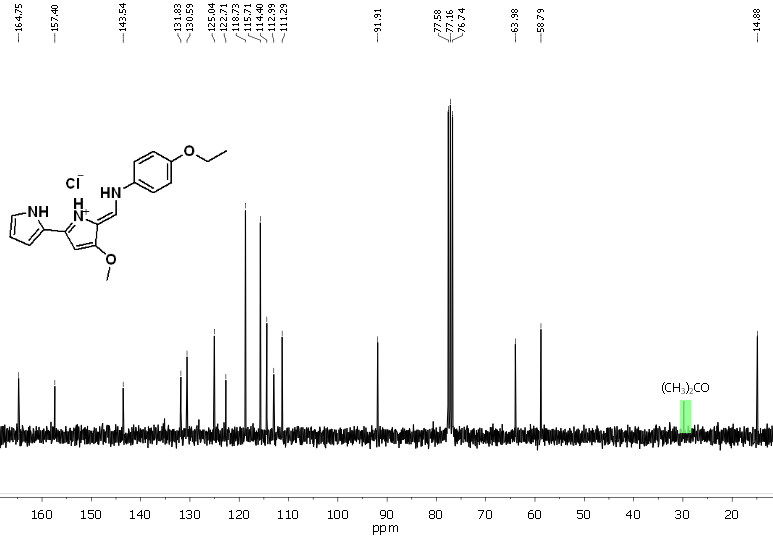 164.75
157.40
143.54
131.83
130.59
125.04
122.71
118.73
115.71
114.40
112.99
111.29
91.91
77.58
77.16
76.74
63.98
58.79
14.88
O
HN
Cl⁻
H
N⁺
NH
O
(CH₃)₂CO
160 150 140 130 120 110 100 90 80 70 60 50 40 30 20
ppm